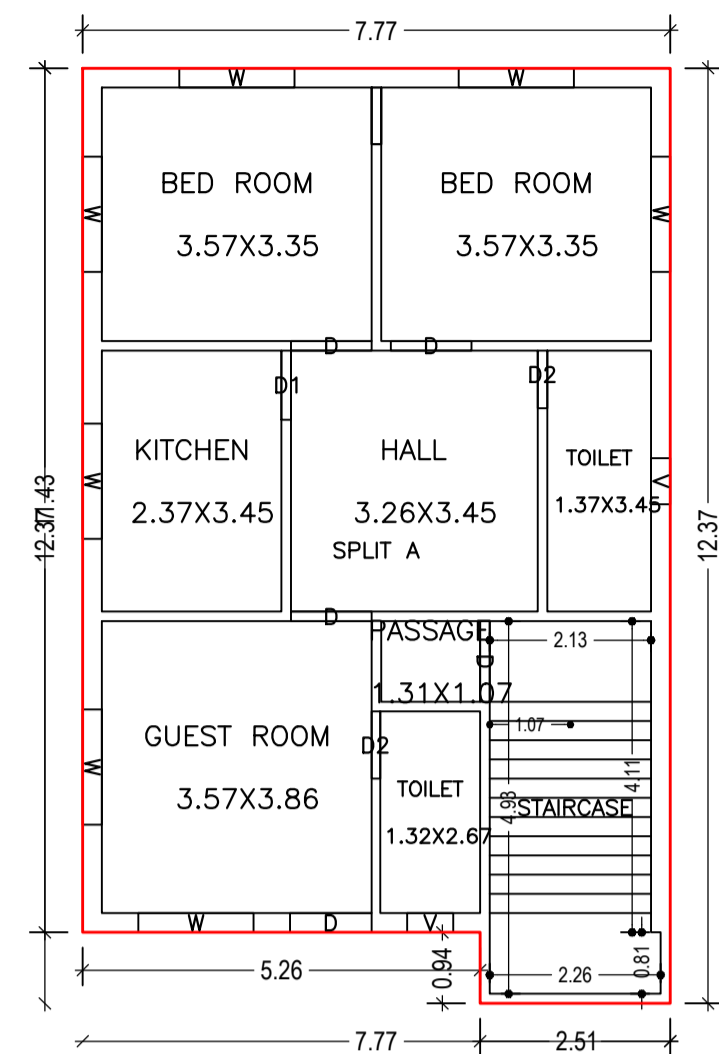 7.77
W W
BED ROOM BED ROOM
3.57X3.35 3.57X3.35
W W
D D
D1 D2
KITCHEN HALL TOILET
2.37X3.45 3.26X3.45 1.37X3.45
W V
SPLIT A
12.37 11.43 12.37
D PASSAGE 2.13
D
1.31X1.07
GUEST ROOM D2 1.07
3.57X3.86 TOILET 4.93 STAIRCASE 4.11
W 1.32X2.67
W D V
5.26 0.94 2.26 0.81
7.77 2.51